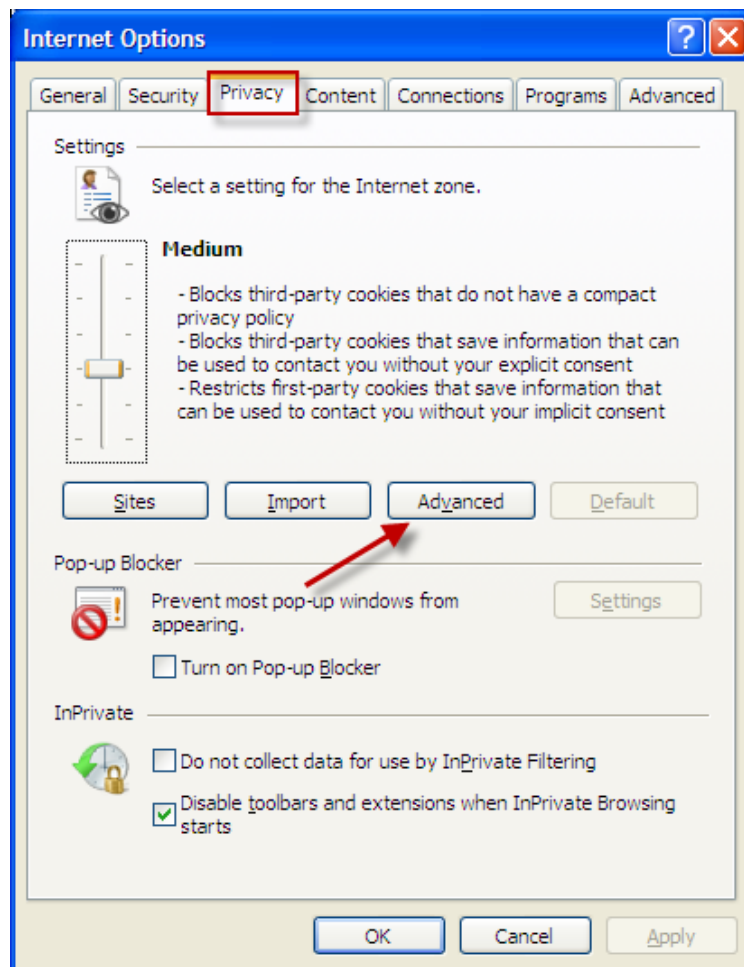 Internet Options
General Security Privacy Content Connections Programs Advanced
Settings
Select a setting for the Internet zone.
Medium
- Blocks third-party cookies that do not have a compact
privacy policy
- Blocks third-party cookies that save information that can
be used to contact you without your explicit consent
- Restricts first-party cookies that save information that
can be used to contact you without your implicit consent
Sites Import Advanced Default
Pop-up Blocker
Prevent most pop-up windows from
appearing.
Settings
Turn on Pop-up Blocker
InPrivate
Do not collect data for use by InPrivate Filtering
Disable toolbars and extensions when InPrivate Browsing
starts
OK Cancel Apply